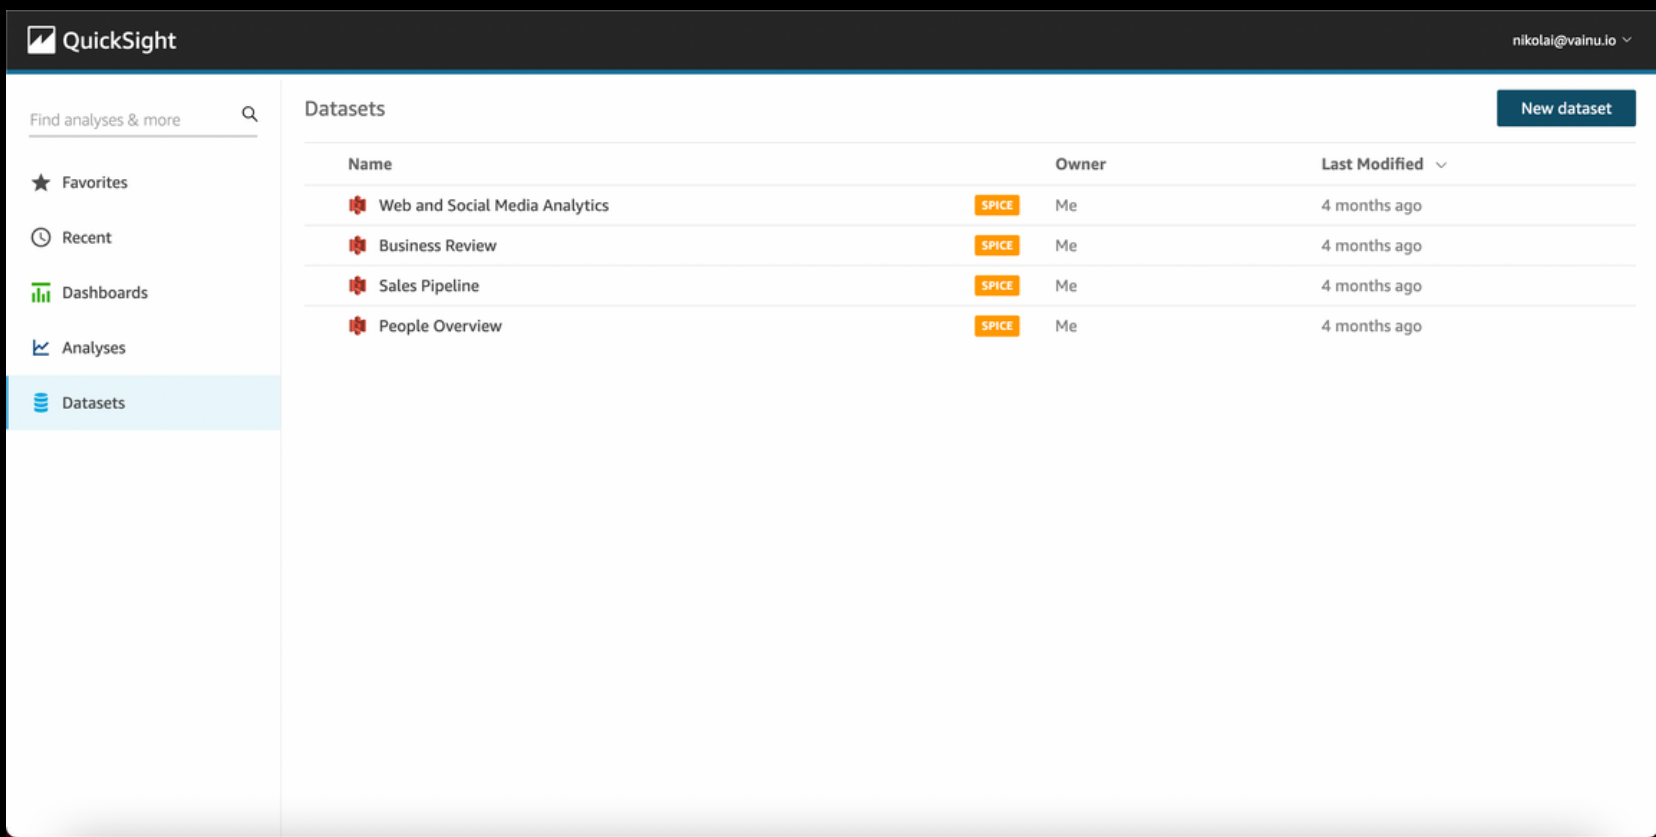 QuickSight
nikolai@vainu.io
Find analyses & more
Favorites
Recent
Dashboards
Analyses
Datasets
Datasets
New dataset
Name Owner Last Modified
Web and Social Media Analytics SPICE Me 4 months ago
Business Review SPICE Me 4 months ago
Sales Pipeline SPICE Me 4 months ago
People Overview SPICE Me 4 months ago